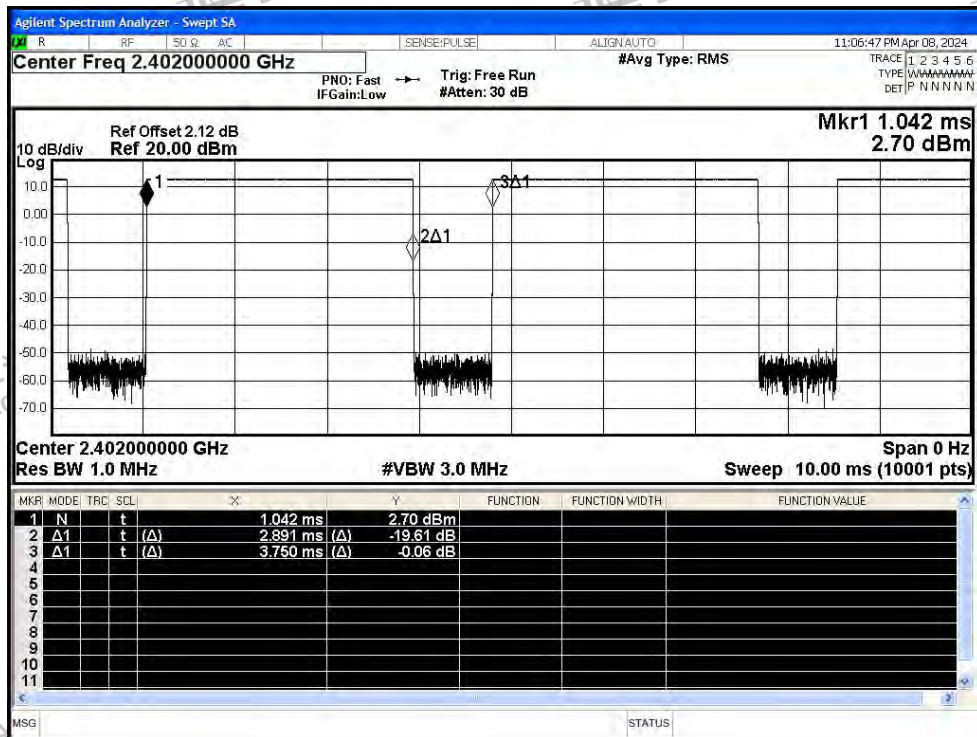 Agilent Spectrum Analyzer - Swept SA
LXI R RF 50 Ω AC SENSE:PULSE ALIGN AUTO 11:06:47 PM Apr 08, 2024
Center Freq 2.402000000 GHz #Avg Type: RMS TRACE 1 2 3 4 5 6
PNO: Fast Trig: Free Run TYPE WWWWWW
IFGain:Low #Atten: 30 dB DET P N N N N N
Mkr1 1.042 ms
Ref Offset 2.12 dB
10 dB/div Ref 20.00 dBm 2.70 dBm
Log
10.0
1
3Δ1
0.00
2Δ1
-10.0
-20.0
-30.0
-40.0
-50.0
-60.0
-70.0
Center 2.402000000 GHz Span 0 Hz
Res BW 1.0 MHz #VBW 3.0 MHz Sweep 10.00 ms (10001 pts)
MKR MODE TRC SCL X Y FUNCTION FUNCTION WIDTH FUNCTION VALUE
1 N t 1.042 ms 2.70 dBm
2 Δ1 t (Δ) 2.891 ms (Δ) -19.61 dB
3 Δ1 t (Δ) 3.750 ms (Δ) -0.06 dB
4
5
6
7
8
9
10
11
MSG STATUS